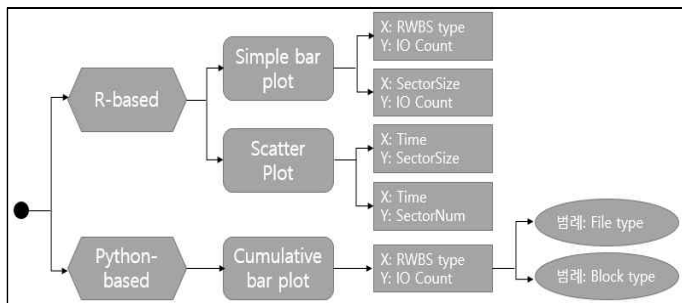 X: RWBS type
Y: IO Count
Simple bar
plot
X: SectorSize
Y: IO Count
R-based
X: Time
Y: SectorSize
Scatter
Plot
X: Time
Y: SectorNum
범례: File type
Python-
based
Cumulative
bar plot
X: RWBS type
Y: IO Count
범례: Block type